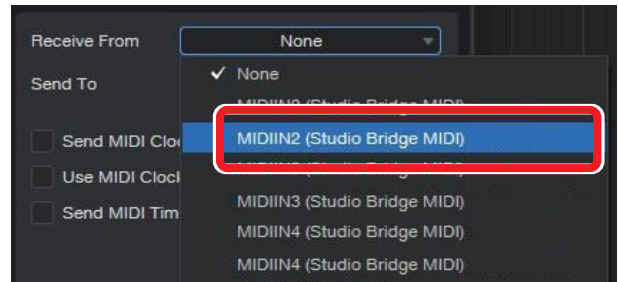 Receive From None
✓ None
Send To
MIDIIN2 (Studio Bridge MIDI)
Send MIDI Clo
Use MIDI Clock
MIDIIN3 (Studio Bridge MIDI)
Send MIDI Tim
MIDIIN4 (Studio Bridge MIDI)
MIDIIN4 (Studio Bridge MIDI)